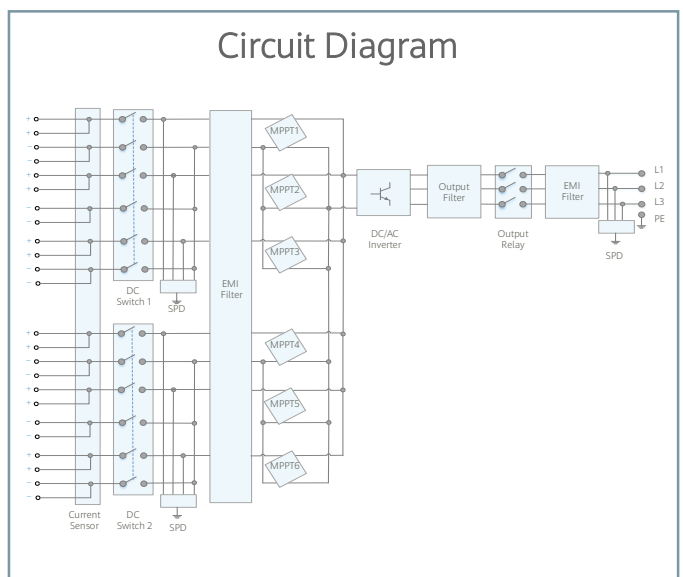 Circuit Diagram
+
+
−
−
+
+
−
−
+
+
−
−
DC
Switch 1
SPD
EMI
Filter
MPPT1
MPPT2
MPPT3
MPPT4
MPPT5
MPPT6
+
+
−
−
+
+
−
−
+
+
−
−
Current
Sensor
DC
Switch 2
SPD
DC/AC
Inverter
Output
Filter
Output
Relay
EMI
Filter
L1
L2
L3
PE
SPD